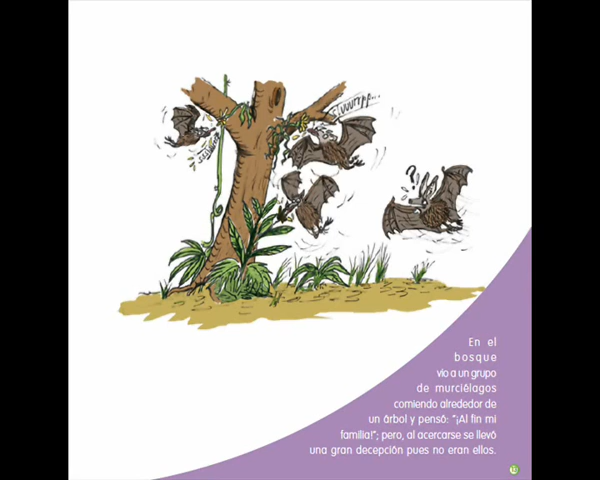 Sluuurrpp...
?
En el
bosque
vio a un grupo
de murciélagos
comiendo alrededor de
un árbol y pensó: "¡Al fin mi
familia!"; pero, al acercarse se llevó
una gran decepción pues no eran ellos.